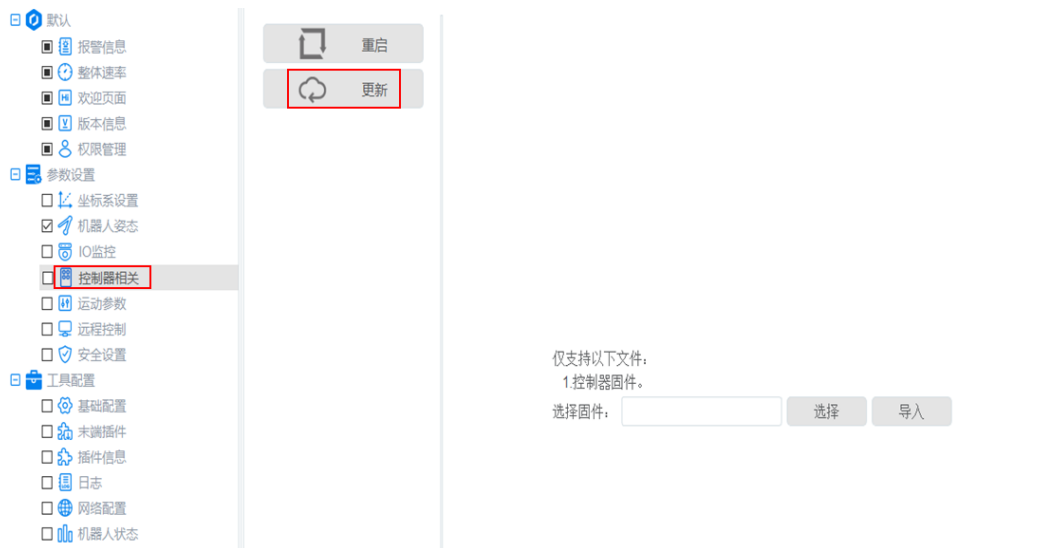 默认
报警信息
整体速率
Hi 欢迎页面
V 版本信息
权限管理
参数设置
坐标系设置
机器人姿态
IO监控
控制器相关
运动参数
远程控制
安全设置
工具配置
基础配置
末端插件
插件信息
日志
网络配置
机器人状态
重启
更新
仅支持以下文件：
1.控制器固件。
选择固件： 选择 导入